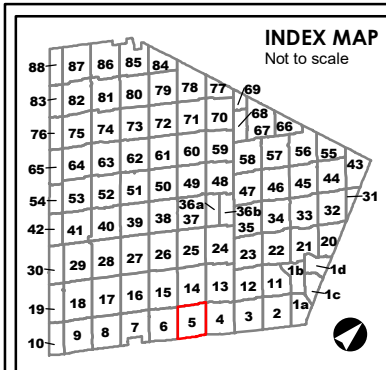 INDEX MAP
Not to scale
88 87 86 85 84
83 82 81 80 79 78 77 69
76 75 74 73 72 71 70 68 67 66
65 64 63 62 61 60 59 58 57 56 55 43
54 53 52 51 50 49 48 47 46 45 44 31
42 41 40 39 38 37 36a 36b 35 34 33 32
30 29 28 27 26 25 24 23 22 21 20
19 18 17 16 15 14 13 12 11 1b 1d
10 9 8 7 6 5 4 3 2 1a 1c